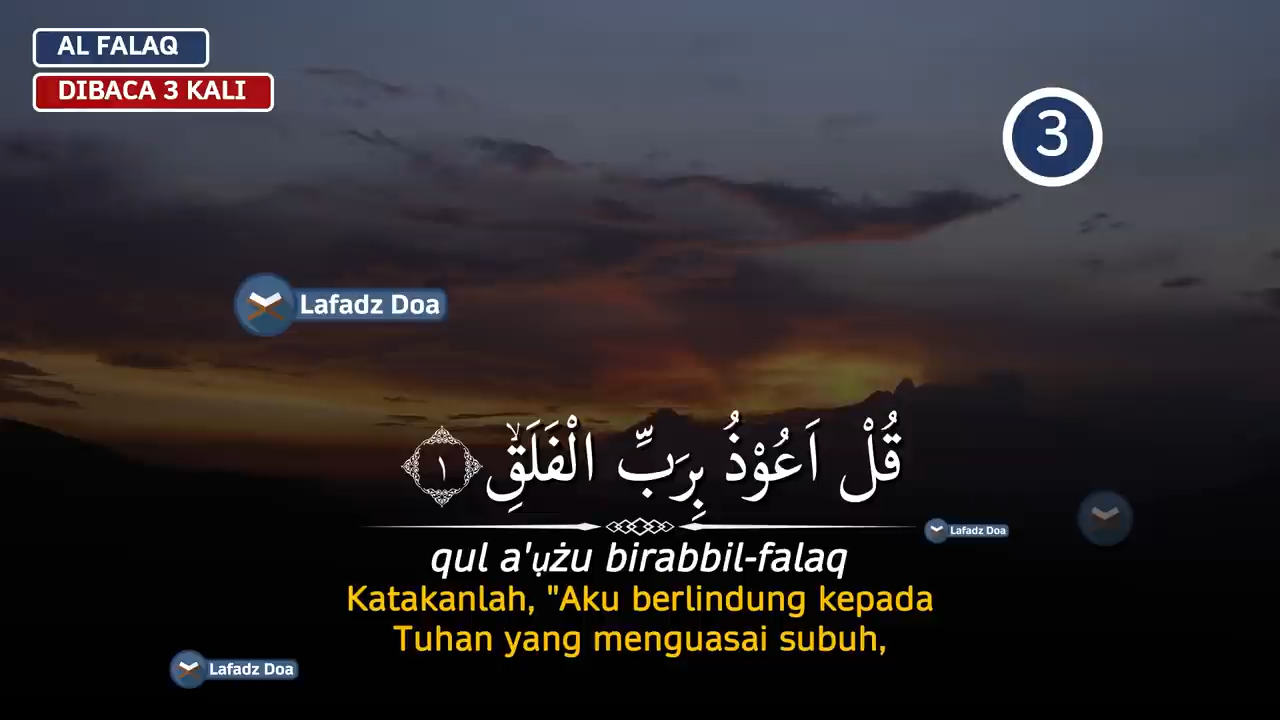 AL FALAQ
DIBACA 3 KALI
3
Lafadz Doa
قُلْ اَعُوْذُ بِرَبِّ الْفَلَقِۙ ١
Lafadz Doa
qul a'ụżu birabbil-falaq
Katakanlah, "Aku berlindung kepada
Tuhan yang menguasai subuh,
Lafadz Doa